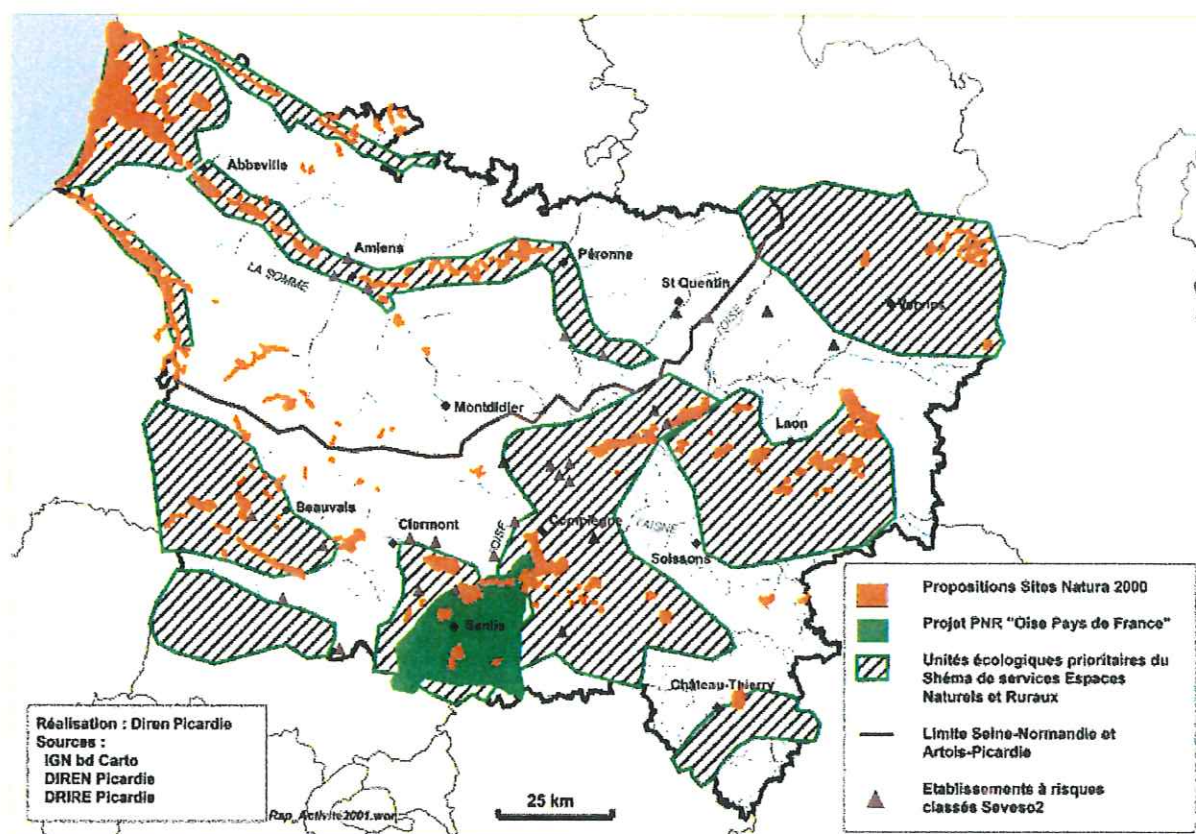 Abbeville
Amiens
LA SOMME
Péronne
St Quentin
L'OISE
Vervins
Montdidier
Laon
Beauvais
Clermont
OISE
Compiègne
L'AISNE
Soissons
Senlis
Château-Thierry
Propositions Sites Natura 2000
Projet PNR "Oise Pays de France"
Unités écologiques prioritaires du
Shéma de services Espaces
Naturels et Ruraux
Limite Seine-Normandie et
Artois-Picardie
Etablissements à risques
classés Seveso2
Réalisation : Diren Picardie
Sources :
IGN bd Carto
DIREN Picardie
DRIRE Picardie
Rap_Activite2001.wor
25 km